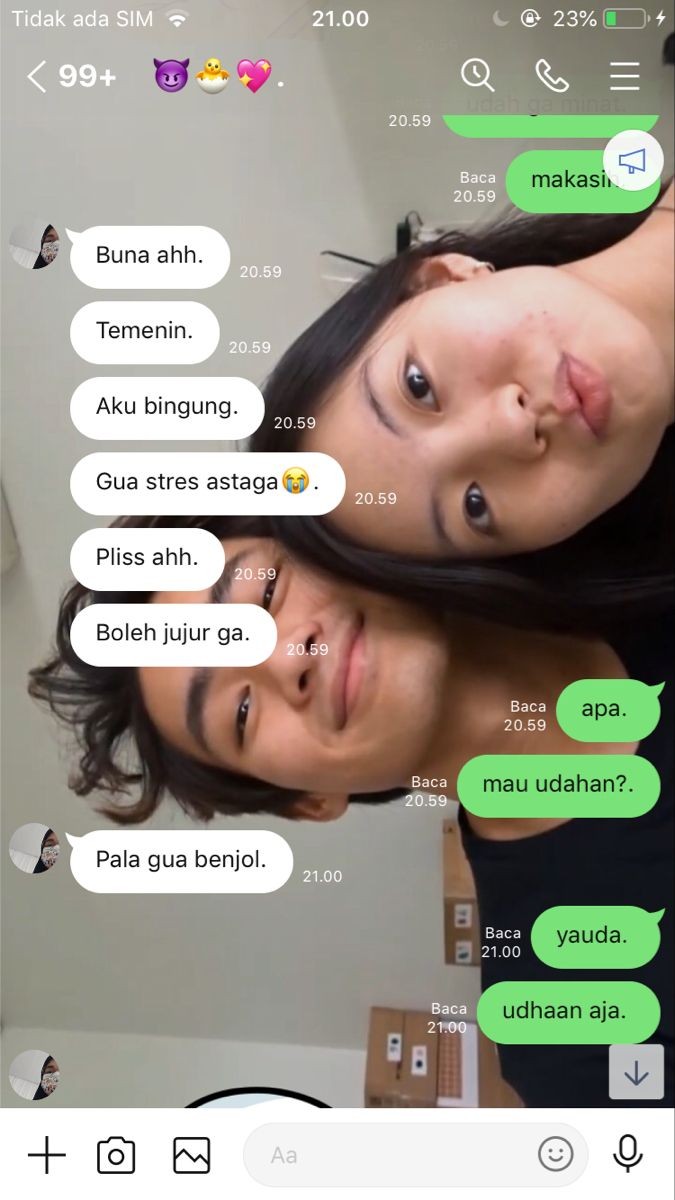 Tidak ada SIM 21.00 23%
99+ 😈🐣💖.
udah ga minat.
20.59
Baca
20.59
makasih.
Buna ahh.
20.59
Temenin.
20.59
Aku bingung.
20.59
Gua stres astaga😭.
20.59
Pliss ahh.
20.59
Boleh jujur ga.
20.59
Baca
20.59
apa.
Baca
20.59
mau udahan?.
Pala gua benjol.
21.00
Baca
21.00
yauda.
Baca
21.00
udhaan aja.
Aa